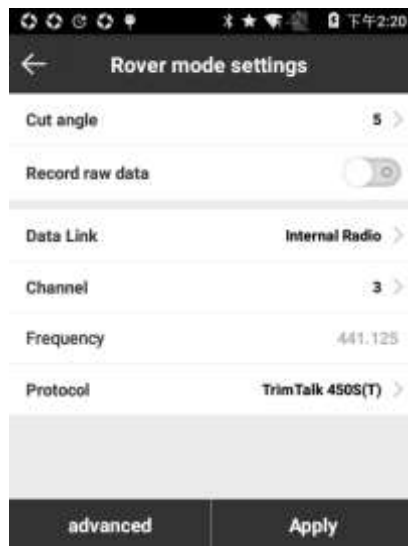 下午2:20
Rover mode settings
Cut angle 5
Record raw data
Data Link Internal Radio
Channel 3
Frequency 441.125
Protocol TrimTalk 450S(T)
advanced Apply